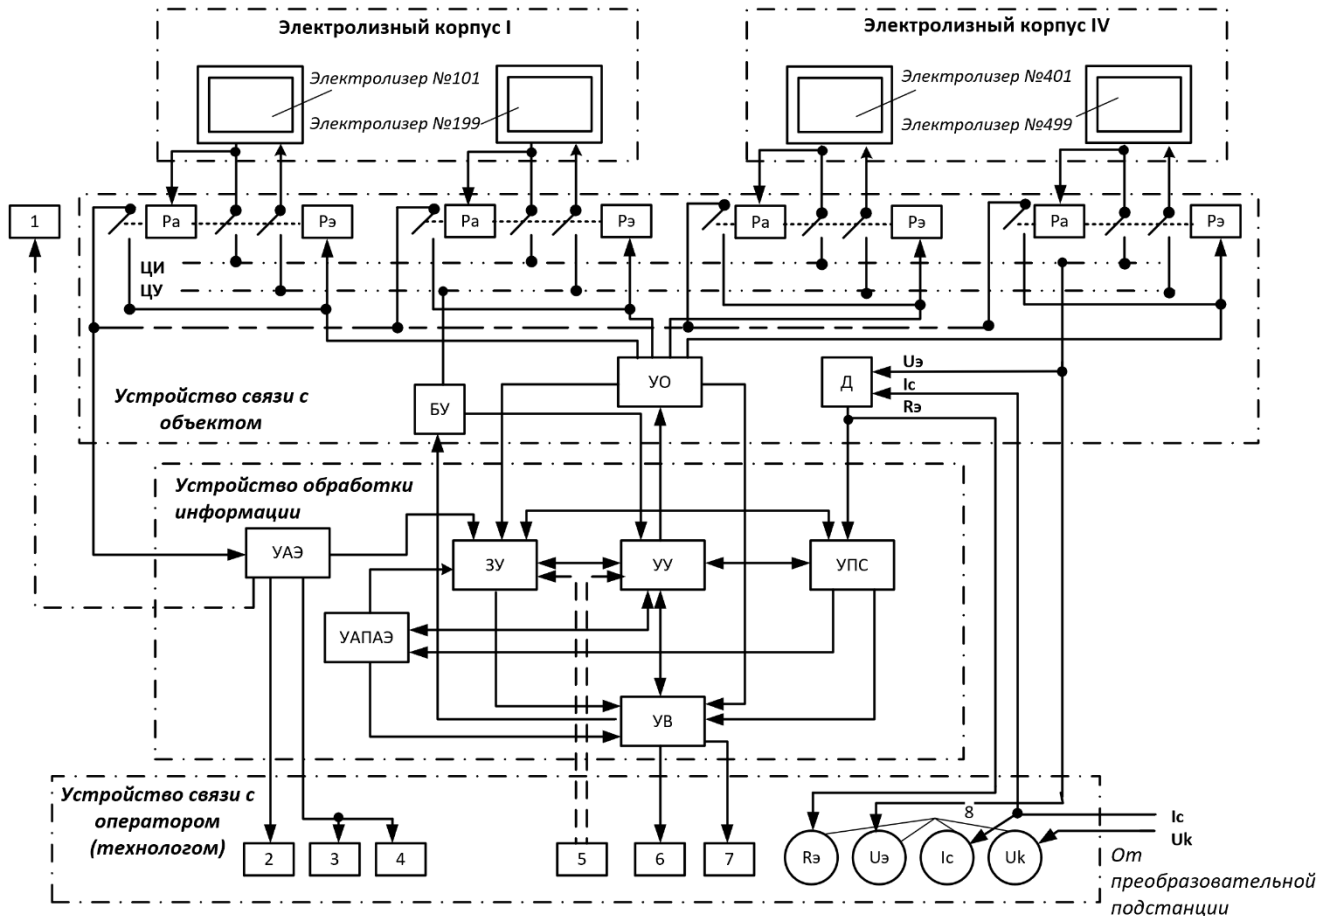 Электролизный корпус I
Электролизный корпус IV
Электролизер №101
Электролизер №199
Электролизер №401
Электролизер №499
1
Ра
Рэ
Ра
Рэ
Ра
Рэ
Ра
Рэ
ЦИ
ЦУ
УО
Д
Uэ
Iс
Rэ
БУ
Устройство связи с
объектом
Устройство обработки
информации
УАЭ
ЗУ
УУ
УПС
УАПАЭ
УВ
Устройство связи с
оператором
(технологом)
2
3
4
5
6
7
8
Rэ
Uэ
Iс
Uk
Iс
Uk
От
преобразовательной
подстанции